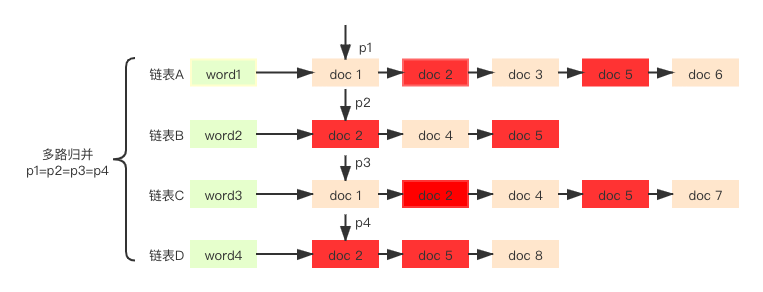 p1
链表A word1 doc 1 doc 2 doc 3 doc 5 doc 6
p2
链表B word2 doc 2 doc 4 doc 5
多路归并
p1=p2=p3=p4
p3
链表C word3 doc 1 doc 2 doc 4 doc 5 doc 7
p4
链表D word4 doc 2 doc 5 doc 8